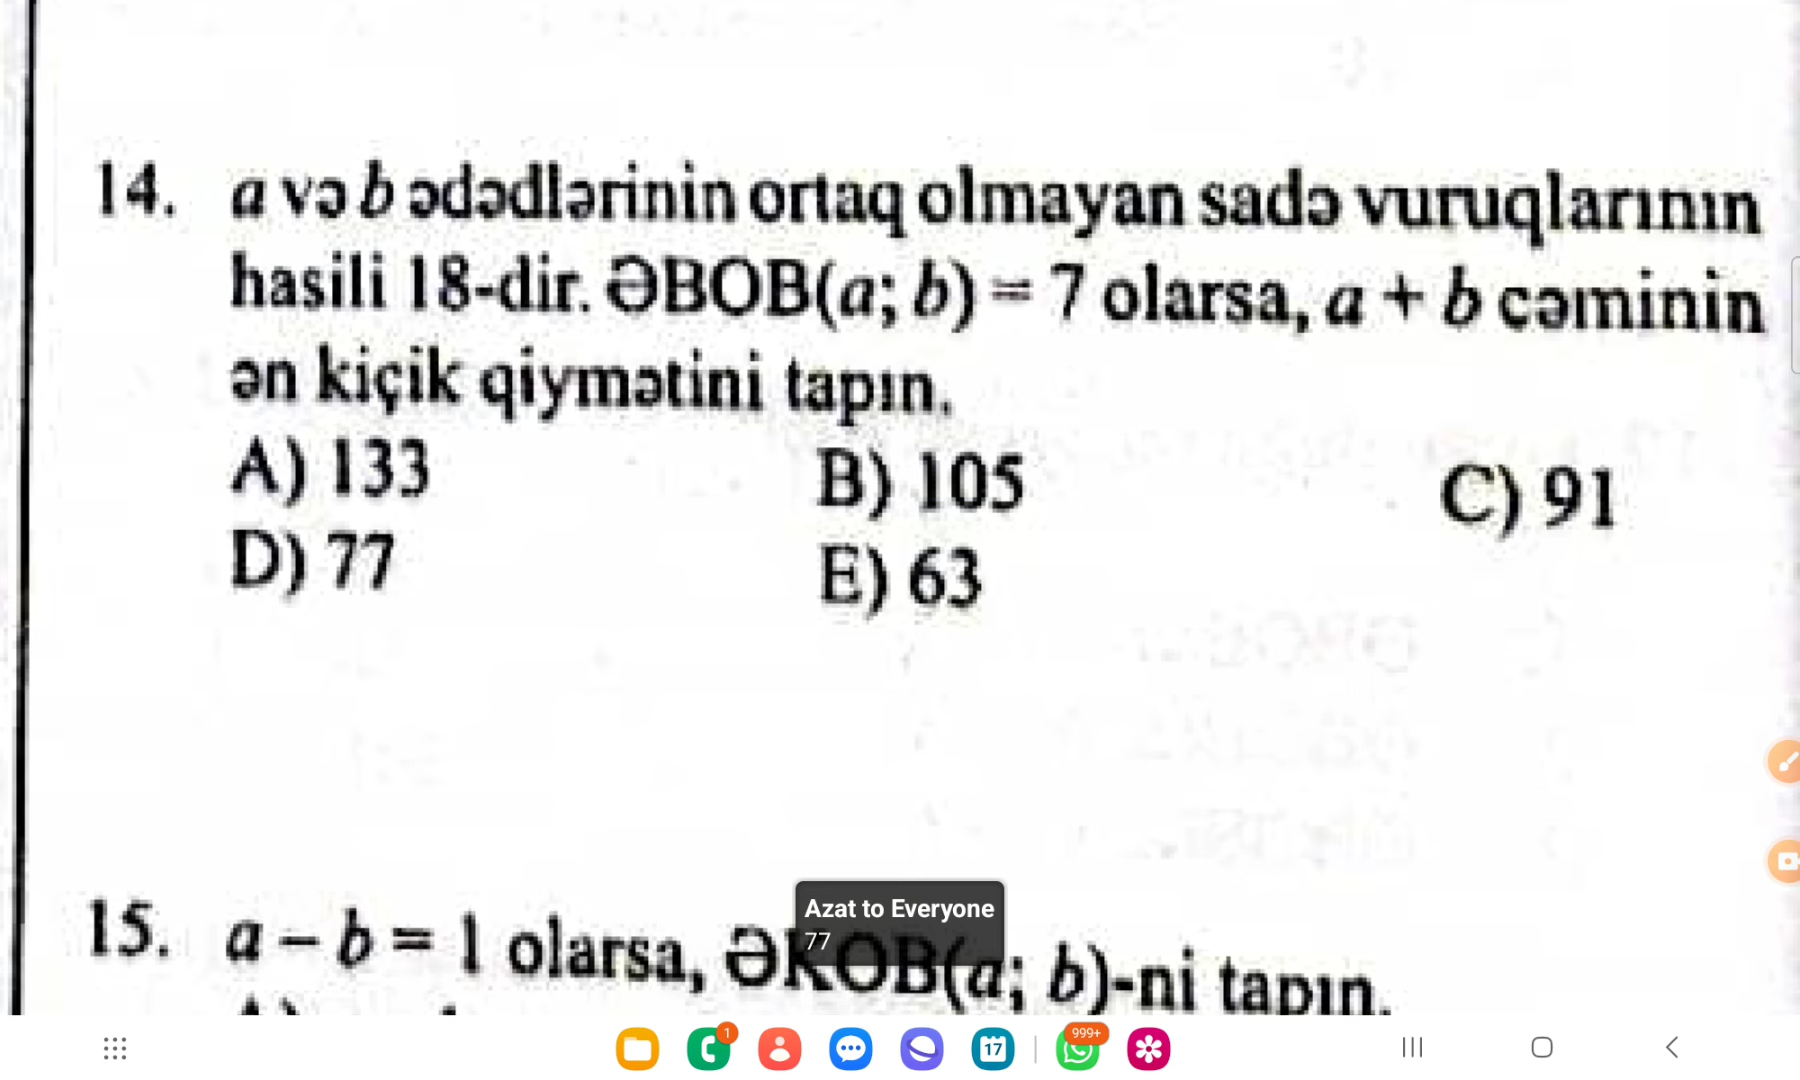 14. a və b ədədlərinin ortaq olmayan sadə vuruqlarının
hasili 18-dir. ƏBOB(a; b) = 7 olarsa, a + b cəminin
ən kiçik qiymətini tapın.
A) 133 B) 105 C) 91
D) 77 E) 63
15. a – b = 1 olarsa, ƏKOB(a; b)-ni tapın.
Azat to Everyone
77
1
17
999+